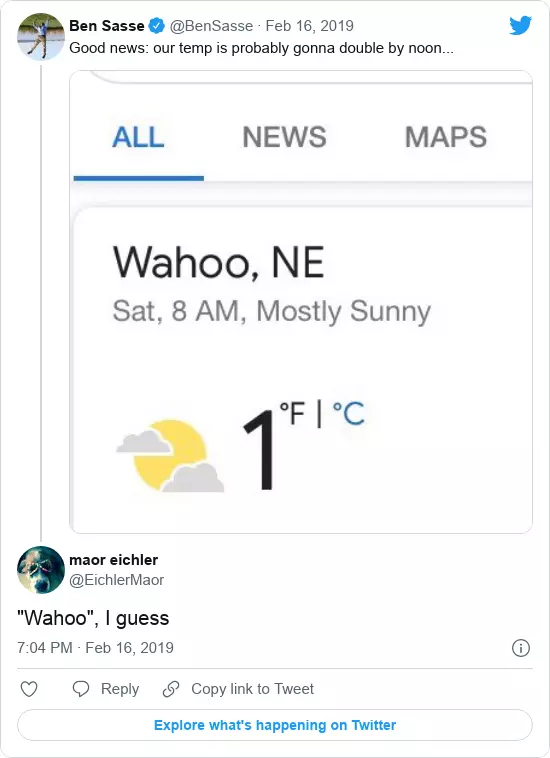 Ben Sasse @BenSasse · Feb 16, 2019
Good news: our temp is probably gonna double by noon...
ALL NEWS MAPS
Wahoo, NE
Sat, 8 AM, Mostly Sunny
1 °F | °C
maor eichler
@EichlerMaor
"Wahoo", I guess
7:04 PM · Feb 16, 2019
Reply Copy link to Tweet
Explore what's happening on Twitter